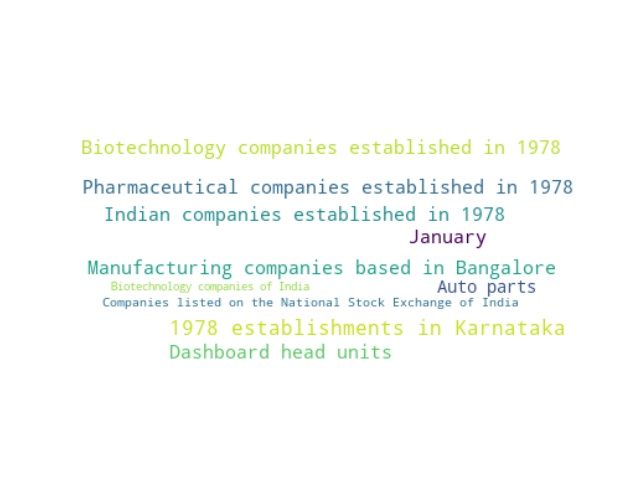 Biotechnology companies established in 1978
Pharmaceutical companies established in 1978
Indian companies established in 1978
January
Manufacturing companies based in Bangalore
Biotechnology companies of India
Auto parts
Companies listed on the National Stock Exchange of India
1978 establishments in Karnataka
Dashboard head units